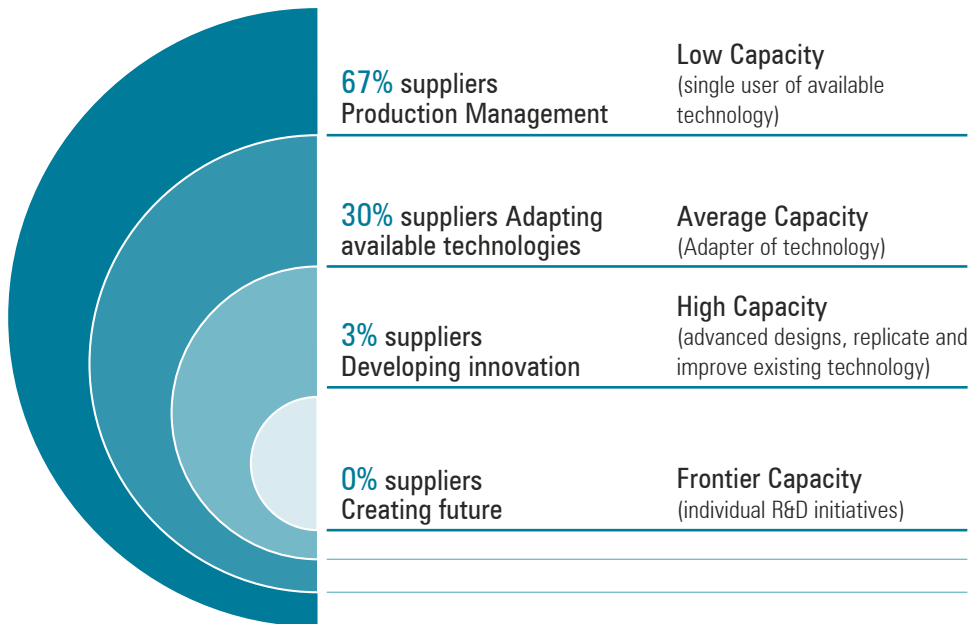 67% suppliers
Production Management
Low Capacity
(single user of available
technology)
30% suppliers Adapting
available technologies
Average Capacity
(Adapter of technology)
3% suppliers
Developing innovation
High Capacity
(advanced designs, replicate and
improve existing technology)
0% suppliers
Creating future
Frontier Capacity
(individual R&D initiatives)